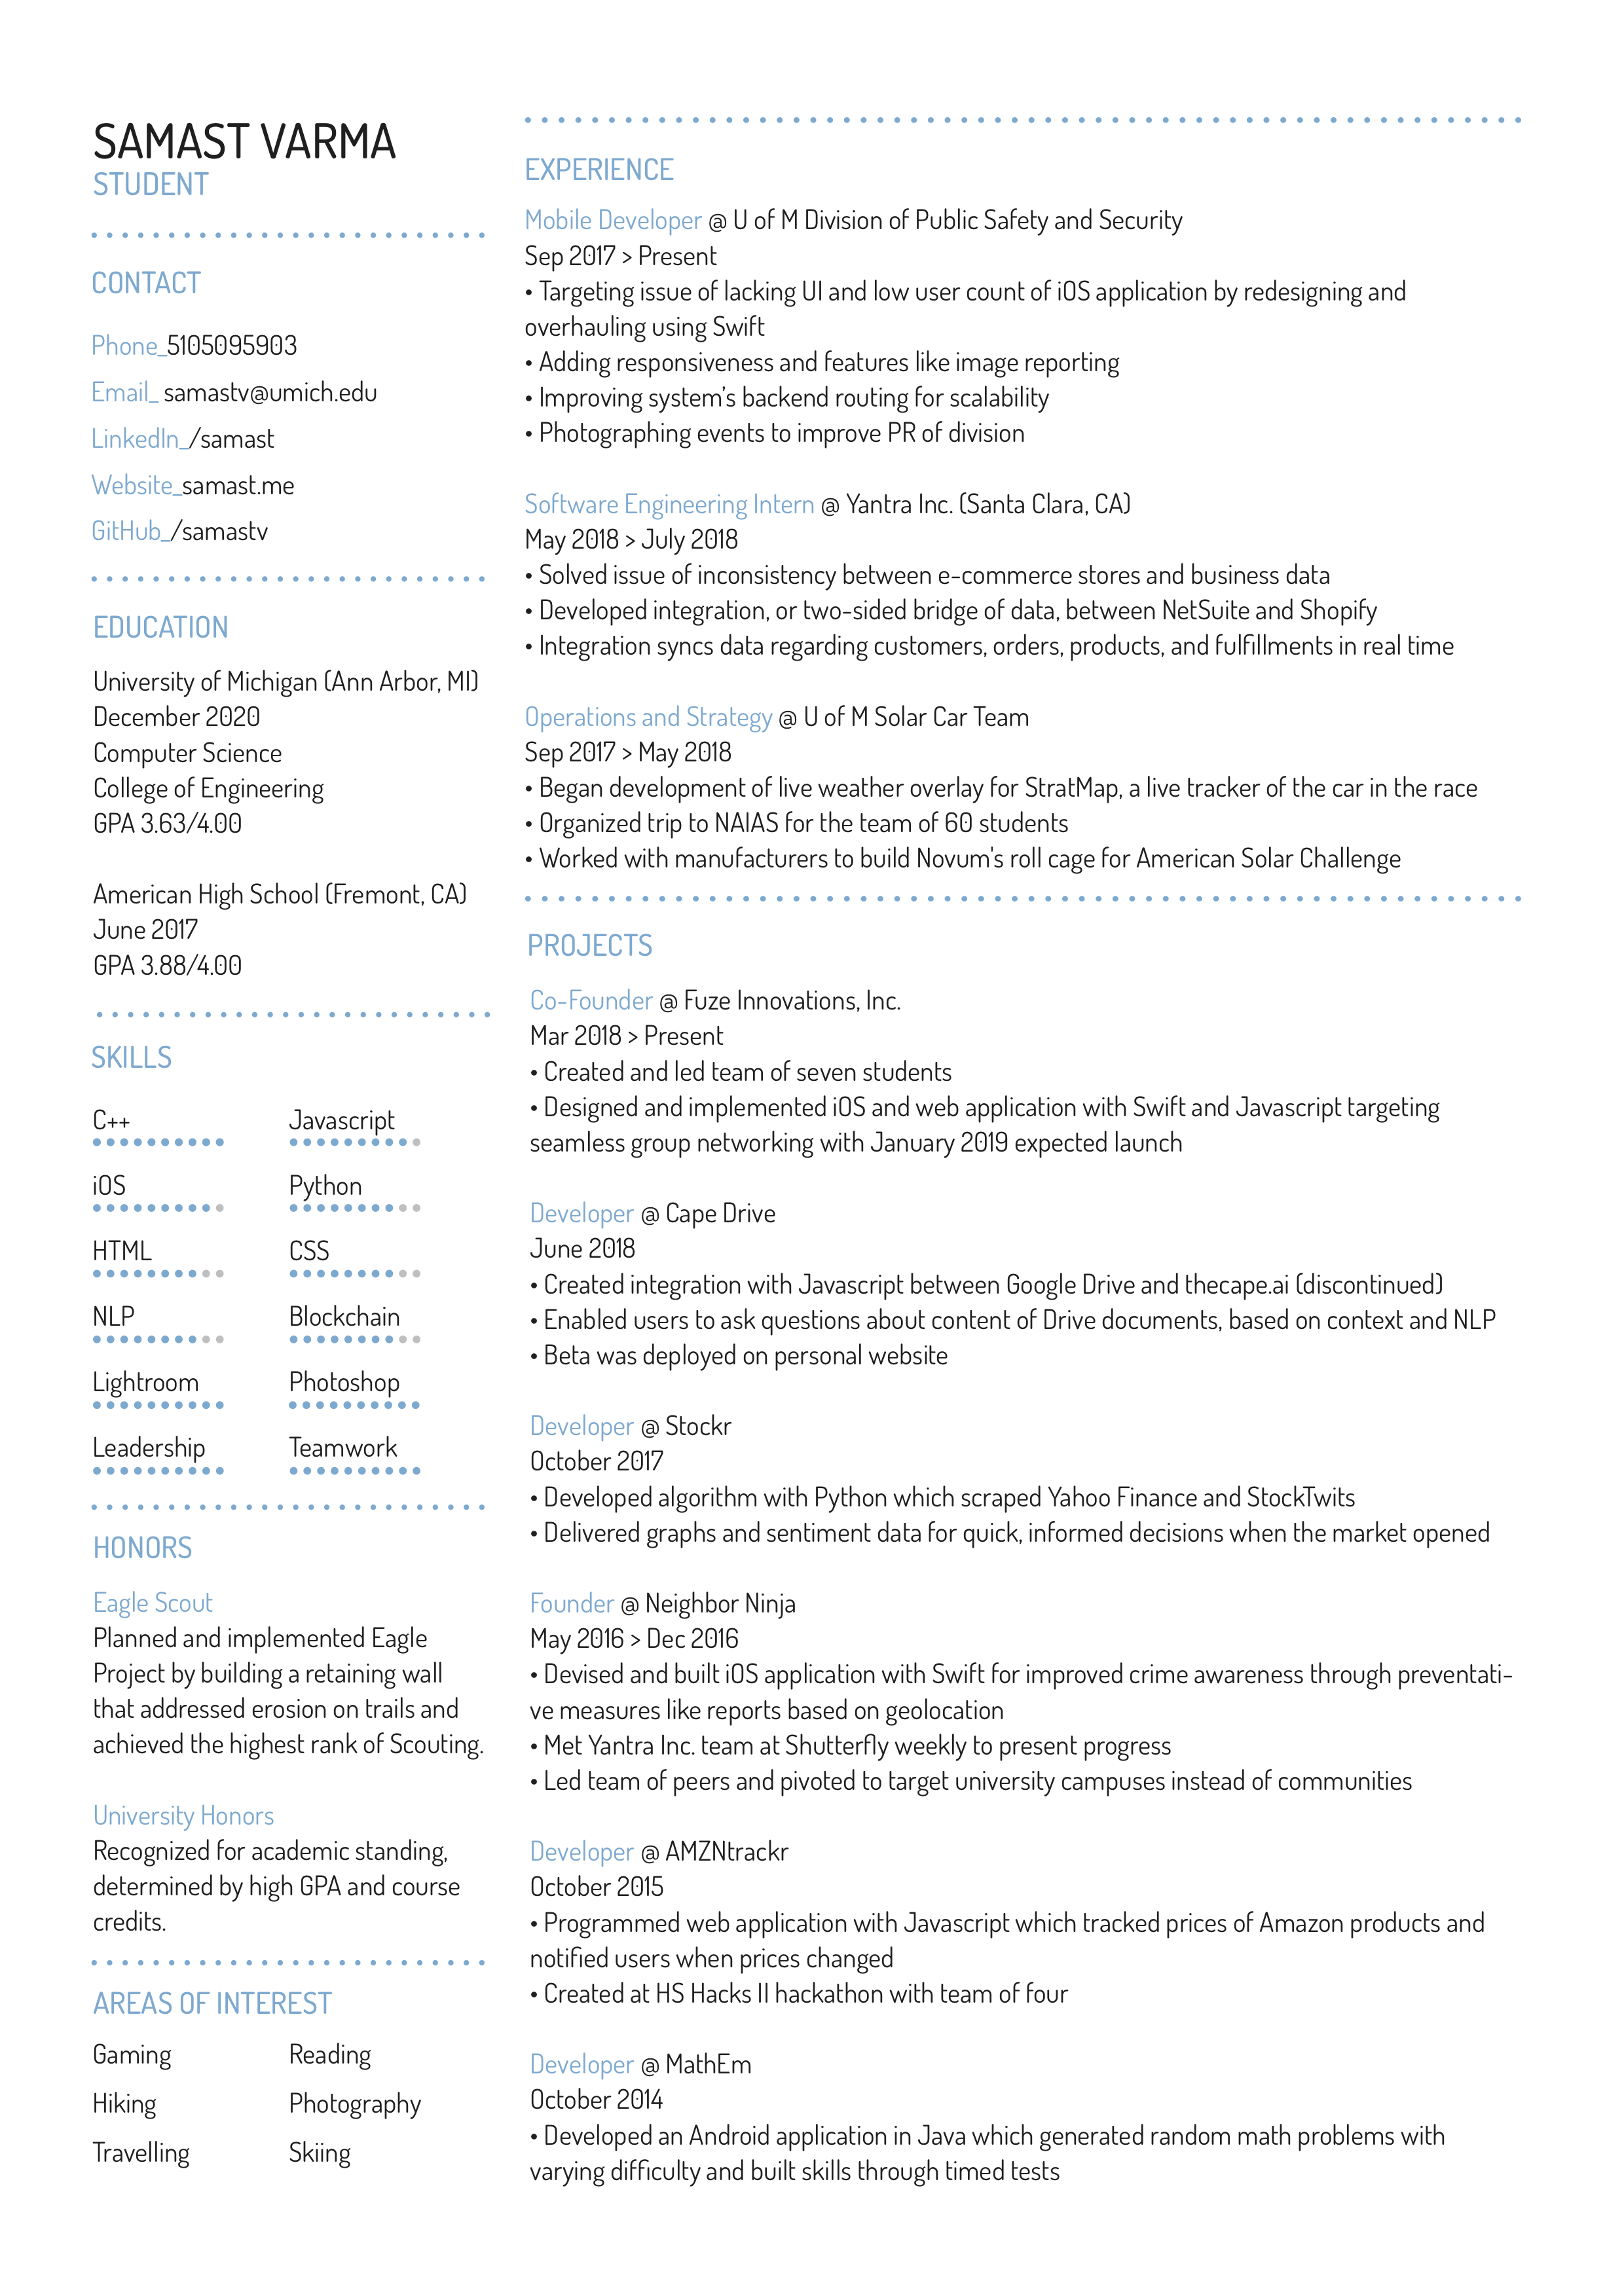 SAMAST VARMA
STUDENT
CONTACT
Phone_5105095903
Email_ samastv@umich.edu
LinkedIn_/samast
Website_samast.me
GitHub_/samastv
EDUCATION
University of Michigan (Ann Arbor, MI)
December 2020
Computer Science
College of Engineering
GPA 3.63/4.00
American High School (Fremont, CA)
June 2017
GPA 3.88/4.00
SKILLS
C++ Javascript
iOS Python
HTML CSS
NLP Blockchain
Lightroom Photoshop
Leadership Teamwork
HONORS
Eagle Scout
Planned and implemented Eagle
Project by building a retaining wall
that addressed erosion on trails and
achieved the highest rank of Scouting.
University Honors
Recognized for academic standing,
determined by high GPA and course
credits.
AREAS OF INTEREST
Gaming Reading
Hiking Photography
Travelling Skiing
EXPERIENCE
Mobile Developer @ U of M Division of Public Safety and Security
Sep 2017 > Present
• Targeting issue of lacking UI and low user count of iOS application by redesigning and
overhauling using Swift
• Adding responsiveness and features like image reporting
• Improving system's backend routing for scalability
• Photographing events to improve PR of division
Software Engineering Intern @ Yantra Inc. (Santa Clara, CA)
May 2018 > July 2018
• Solved issue of inconsistency between e-commerce stores and business data
• Developed integration, or two-sided bridge of data, between NetSuite and Shopify
• Integration syncs data regarding customers, orders, products, and fulfillments in real time
Operations and Strategy @ U of M Solar Car Team
Sep 2017 > May 2018
• Began development of live weather overlay for StratMap, a live tracker of the car in the race
• Organized trip to NAIAS for the team of 60 students
• Worked with manufacturers to build Novum's roll cage for American Solar Challenge
PROJECTS
Co-Founder @ Fuze Innovations, Inc.
Mar 2018 > Present
• Created and led team of seven students
• Designed and implemented iOS and web application with Swift and Javascript targeting
seamless group networking with January 2019 expected launch
Developer @ Cape Drive
June 2018
• Created integration with Javascript between Google Drive and thecape.ai (discontinued)
• Enabled users to ask questions about content of Drive documents, based on context and NLP
• Beta was deployed on personal website
Developer @ Stockr
October 2017
• Developed algorithm with Python which scraped Yahoo Finance and StockTwits
• Delivered graphs and sentiment data for quick, informed decisions when the market opened
Founder @ Neighbor Ninja
May 2016 > Dec 2016
• Devised and built iOS application with Swift for improved crime awareness through preventati-
ve measures like reports based on geolocation
• Met Yantra Inc. team at Shutterfly weekly to present progress
• Led team of peers and pivoted to target university campuses instead of communities
Developer @ AMZNtrackr
October 2015
• Programmed web application with Javascript which tracked prices of Amazon products and
notified users when prices changed
• Created at HS Hacks II hackathon with team of four
Developer @ MathEm
October 2014
• Developed an Android application in Java which generated random math problems with
varying difficulty and built skills through timed tests